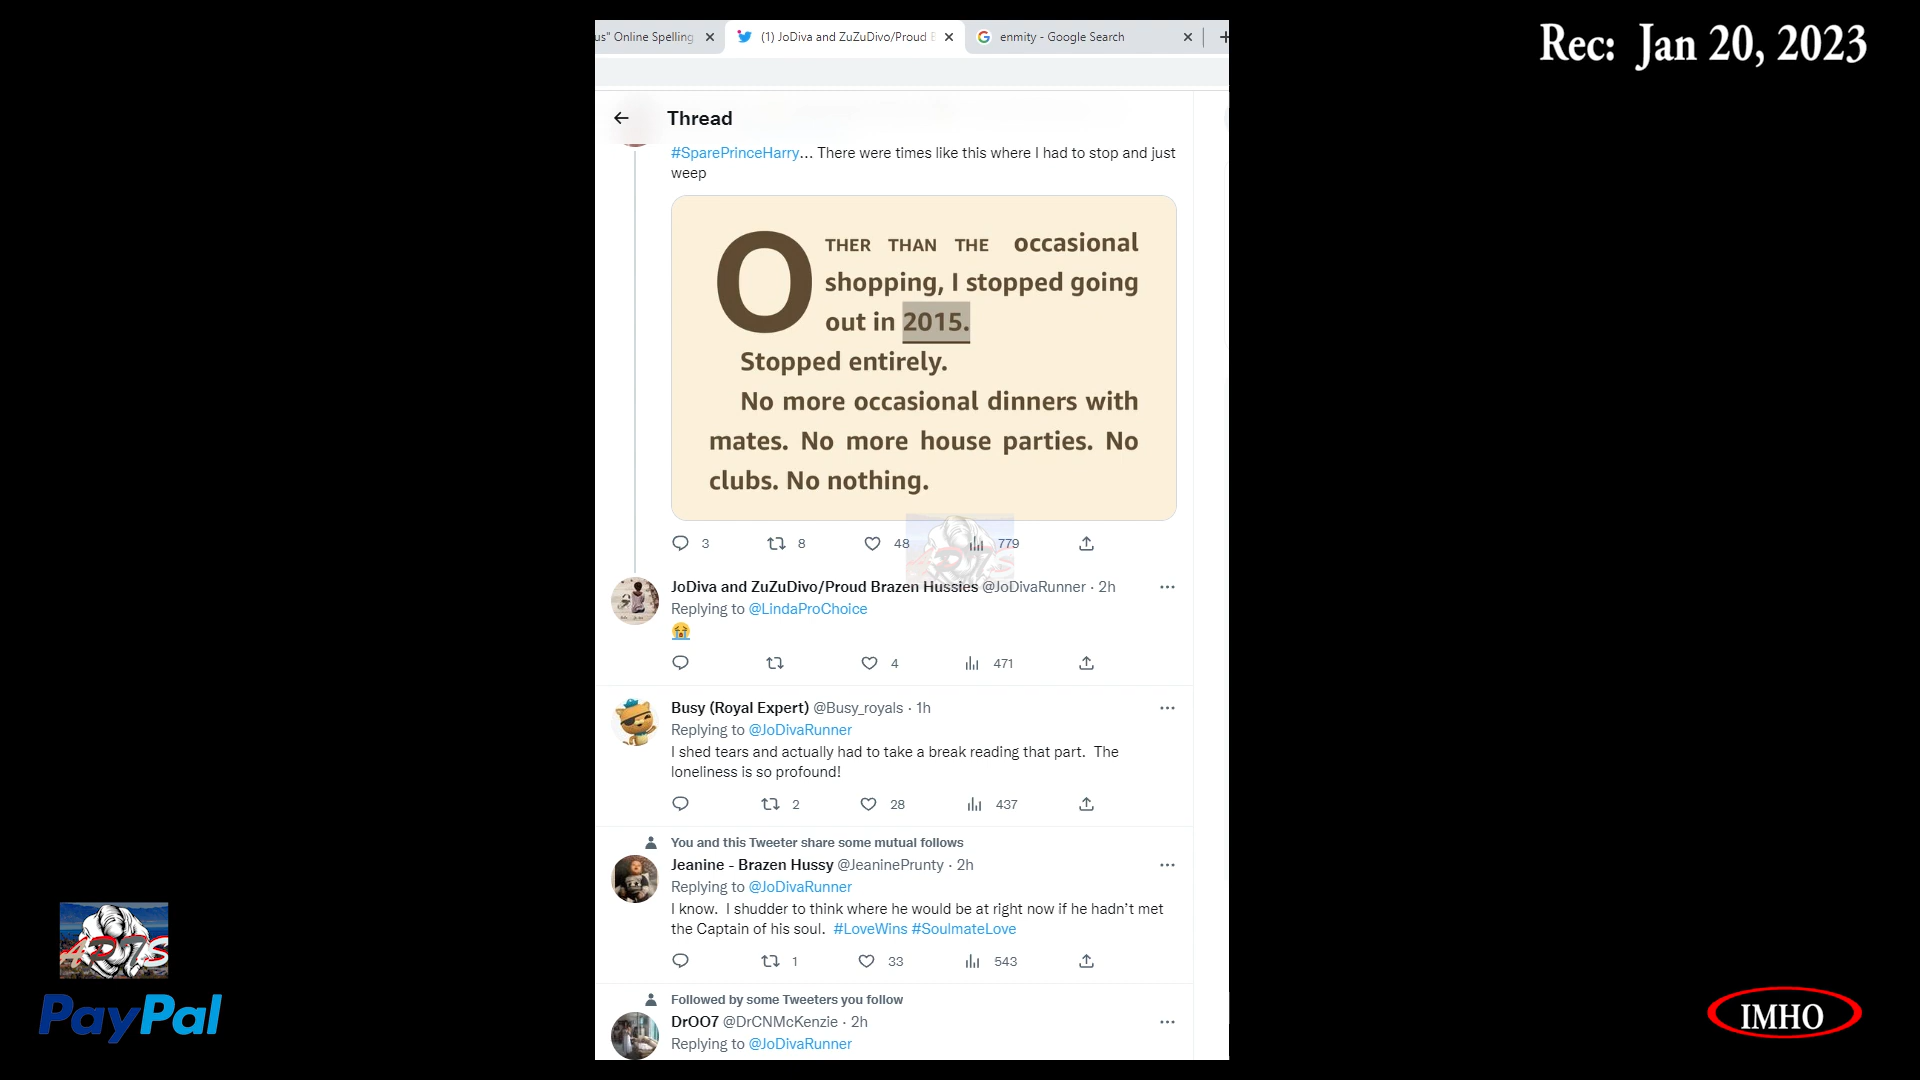 us" Online Spelling
(1) JoDiva and ZuZuDivo/Proud B
enmity - Google Search
Rec: Jan 20, 2023
Thread
#SparePrinceHarry... There were times like this where I had to stop and just
weep
OTHER THAN THE occasional
shopping, I stopped going
out in 2015.
Stopped entirely.
No more occasional dinners with
mates. No more house parties. No
clubs. No nothing.
3 8 48 779
JoDiva and ZuZuDivo/Proud Brazen Hussies @JoDivaRunner · 2h
Replying to @LindaProChoice
4 471
Busy (Royal Expert) @Busy_royals · 1h
Replying to @JoDivaRunner
I shed tears and actually had to take a break reading that part. The
loneliness is so profound!
2 28 437
You and this Tweeter share some mutual follows
Jeanine - Brazen Hussy @JeaninePrunty · 2h
Replying to @JoDivaRunner
I know. I shudder to think where he would be at right now if he hadn't met
the Captain of his soul. #LoveWins #SoulmateLove
1 33 543
Followed by some Tweeters you follow
DrOO7 @DrCNMcKenzie · 2h
Replying to @JoDivaRunner
PayPal
IMHO